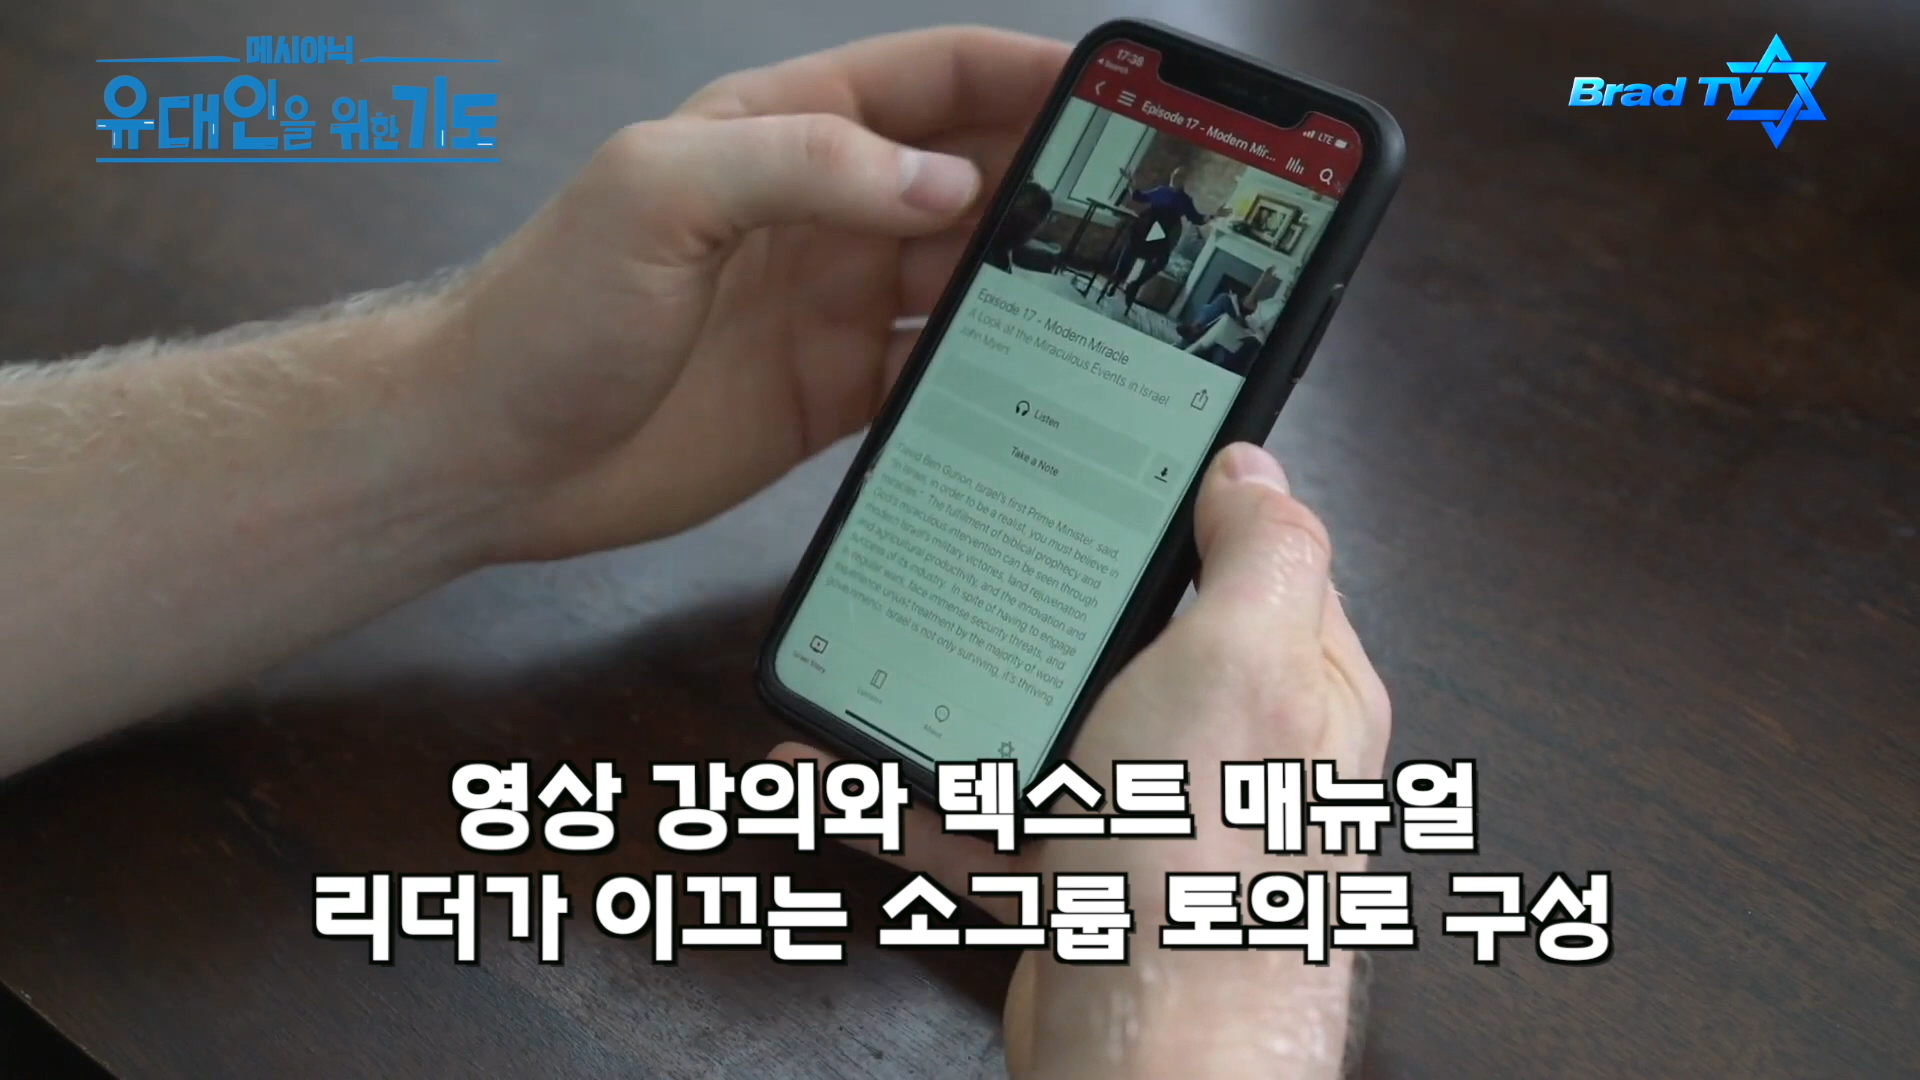 메시아닉
유대인을 위한기도
Brad TV
17:38
Search
LTE
Episode 17 - Modern Mir...
Episode 17 - Modern Miracle
A Look at the Miraculous Events in Israel
John Myers
Listen
Take a Note
David Ben Gurion, Israel's first Prime Minister, said,
"In Israel, in order to be a realist, you must believe in
miracles." The fulfillment of biblical prophecy and
God's miraculous intervention can be seen through
modern Israel's military victories, land rejuvenation
and agricultural productivity, and the innovation and
success of its industry. In spite of having to engage
in regular wars, face immense security threats, and
experience unjust treatment by the majority of world
governments, Israel is not only surviving, it's thriving.
Israel Story
About
영상 강의와 텍스트 매뉴얼
리더가 이끄는 소그룹 토의로 구성